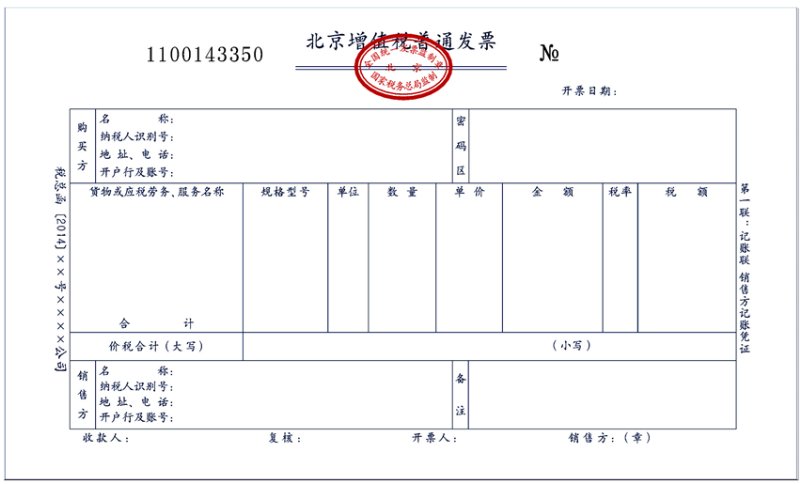 北京增值税普通发票
1100143350
№
全国统一发票监制章
北京
国家税务总局监制
开票日期:
购买方
名 称:
纳税人识别号:
地 址、电 话:
开户行及账号:
密码区
货物或应税劳务、服务名称 规格型号 单位 数 量 单 价 金 额 税率 税 额
合 计
价税合计(大写) (小写)
销售方
名 称:
纳税人识别号:
地 址、电 话:
开户行及账号:
备注
收款人: 复核: 开票人: 销售方:(章)
税总函[2014]××号××××公司
第一联:记账联 销售方记账凭证